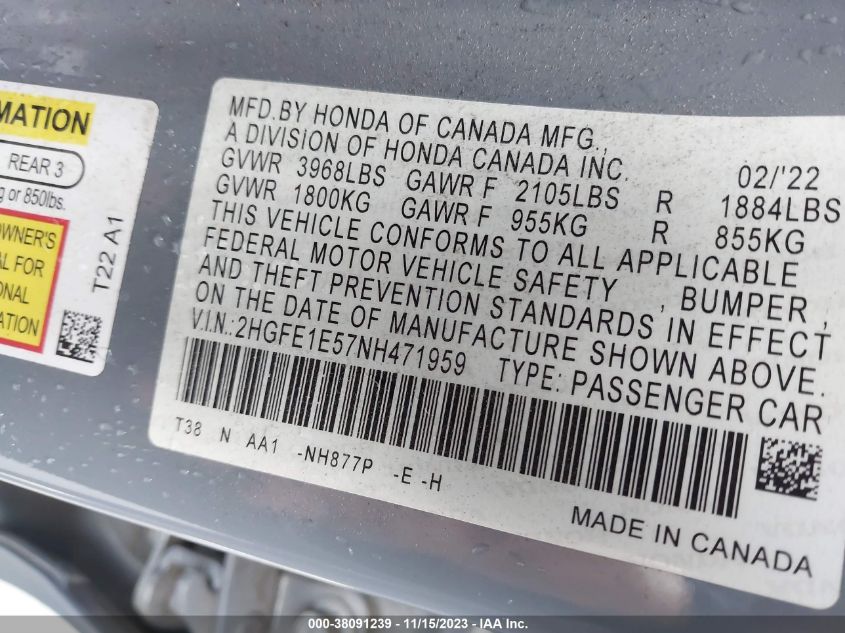 MATION
REAR 3
g or 850lbs.
OWNER'S
AL FOR
ONAL
ATION
T22 A1
MFD.BY HONDA OF CANADA MFG.,
A DIVISION OF HONDA CANADA INC. 02/'22
GVWR 3968LBS GAWR F 2105LBS R 1884LBS
GVWR 1800KG GAWR F 955KG R 855KG
THIS VEHICLE CONFORMS TO ALL APPLICABLE
FEDERAL MOTOR VEHICLE SAFETY , BUMPER ,
AND THEFT PREVENTION STANDARDS IN EFFECT
ON THE DATE OF MANUFACTURE SHOWN ABOVE.
V.I.N.:2HGFE1E57NH471959 TYPE: PASSENGER CAR
T38 N AA1 -NH877P -E -H
MADE IN CANADA
000-38091239 - 11/15/2023 - IAA Inc.